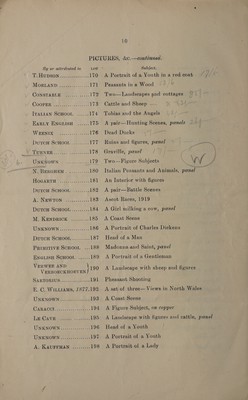 10
PICTURES, &c.—continued.
By or attributed to LOT Subject.
T. HUDSON 170 A Portrait of a Youth in a red coat
MORLAND 171 Peasants in a Wood
CONSTABLE 172 Two—Landscapes and cottages
COOPER 173 Cattle and Sheep
ITALIAN SCHOOL 174 Tobias and the Angels
EARLY ENGLISH 175 A pair—Hunting Scenes, panels
WEENIX 176 Dead Ducks
DUTCH SCHOOL 177 Ruins and figures, panel
TURNER 178 Granville, panel
UNKNOWN 179 Two—Figure Subjects
N. BERGHEM 180 Italian Peasants and Animals, panel
HOGARTH 181 An Interior with figures
DUTCH SCHOOL 182 A pair—Battle Scenes
A. NEWTON 183 Ascot Races, 1819
DUTCH SCHOOL 184 A Girl milking a cow, panel
M. KENDRICK 185 A Coast Scene
UNKNOWN 186 A Portrait of Charles Dickens
DUTCH SCHOOL 187 Head of a Man
PRIMITIVE SCHOOL 188 Madonna and Saint, panel
ENGLISH SCHOOL 189 A Portrait of a Gentleman
VERWEE AND
VERBOECKHOEVEN } 190 A Landscape with sheep and figures
SARTORIUS 191 Pheasant Shooting
E. C. WILLIAMS, 1877 192 A set of three—Views in North Wales
UNKNOWN 193 A Coast Scene
CARACCI 194 A Figure Subject, on copper
LE CAVE 195 A Landscape with figures and cattle, panel
UNKNOWN 196 Head of a Youth
UNKNOWN 197 A Portrait of a Youth
A. KAUFFMAN 198 A Portrait of a Lady